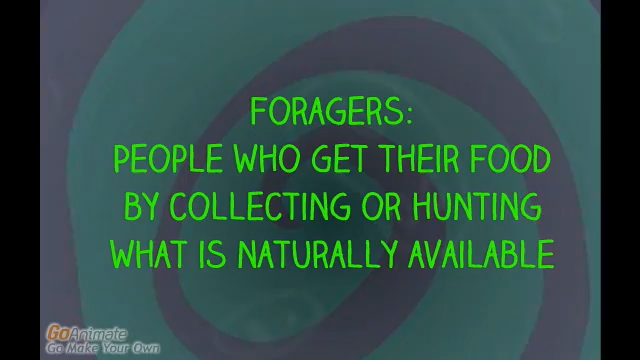 FORAGERS:
PEOPLE WHO GET THEIR FOOD
BY COLLECTING OR HUNTING
WHAT IS NATURALLY AVAILABLE
GoAnimate
Go Make Your Own